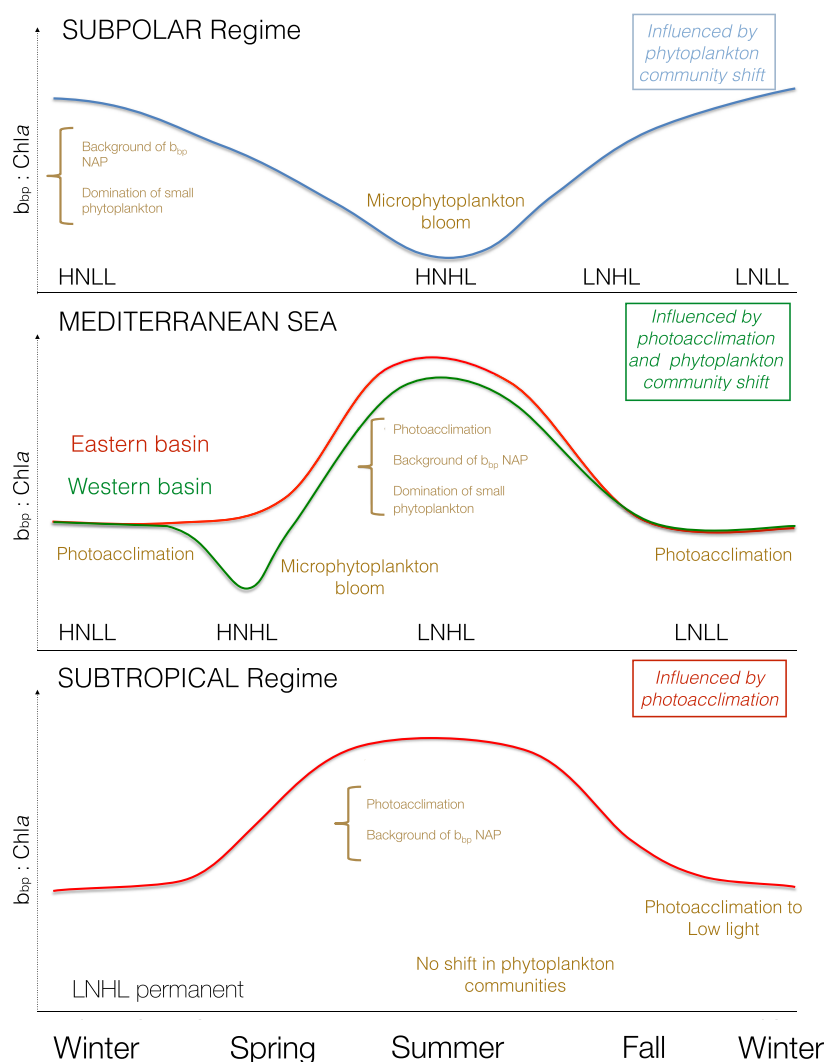 SUBPOLAR Regime
Influenced by
phytoplankton
community shift
bbp : Chla
Background of bbp
NAP
Domination of small
phytoplankton
Microphytoplankton
bloom
HNLL
HNHL
LNHL
LNLL
MEDITERRANEAN SEA
Influenced by
photoacclimation
and phytoplankton
community shift
bbp : Chla
Eastern basin
Western basin
Photoacclimation
Background of bbp NAP
Domination of small
phytoplankton
Photoacclimation
Microphytoplankton
bloom
Photoacclimation
HNLL
HNHL
LNHL
LNLL
SUBTROPICAL Regime
Influenced by
photoacclimation
bbp : Chla
Photoacclimation
Background of bbp NAP
Photoacclimation to
Low light
No shift in phytoplankton
communities
LNHL permanent
Winter
Spring
Summer
Fall
Winter